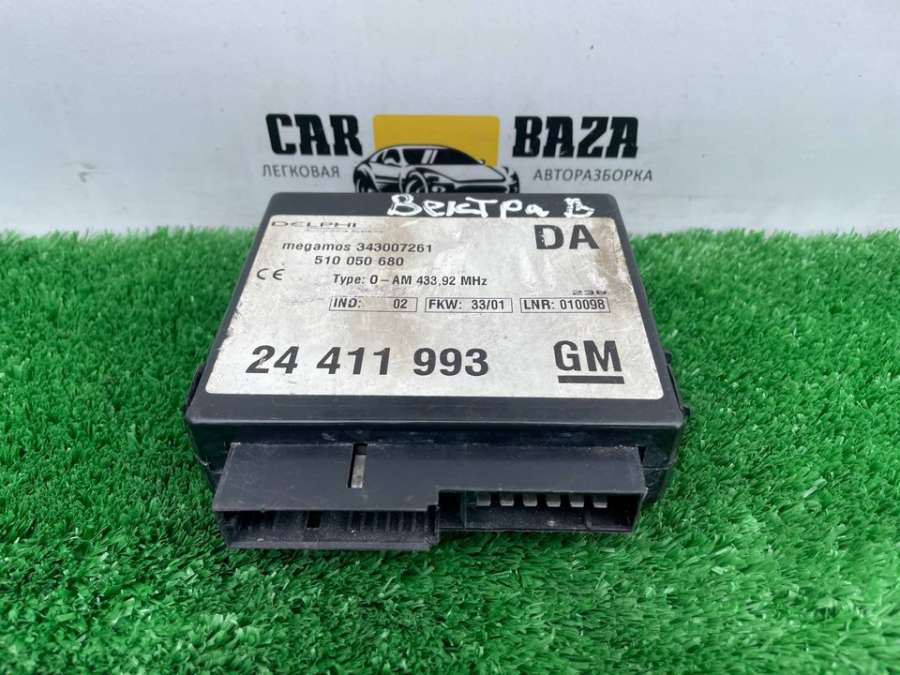 CAR BAZA
ЛЕГКОВАЯ АВТОРАЗБОРКА
Вектра В
DELPHI
DA
megamos 343007261
510 050 680
Type: 0-AM 433,92 MHz
238
IND: 02 FKW: 33/01 LNR: 010098
24 411 993 GM